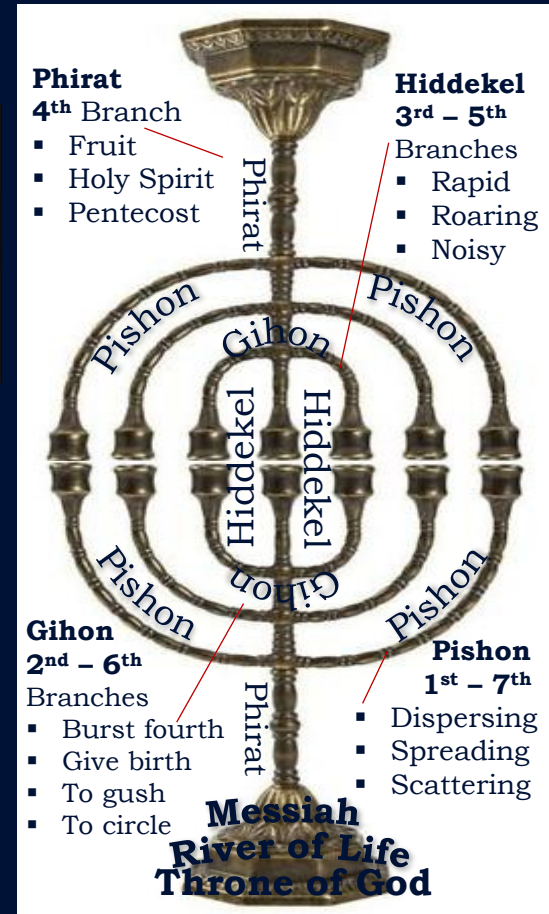 Phirat
4th Branch
▪ Fruit
▪ Holy Spirit
▪ Pentecost
Hiddekel
3rd – 5th
Branches
▪ Rapid
▪ Roaring
▪ Noisy
Phirat
Pishon
Pishon
Gihon
Hiddekel
Hiddekel
Gihon
Pishon
Pishon
Gihon
2nd – 6th
Branches
▪ Burst fourth
▪ Give birth
▪ To gush
▪ To circle
Phirat
Pishon
1st – 7th
▪ Dispersing
▪ Spreading
▪ Scattering
Messiah
River of Life
Throne of God